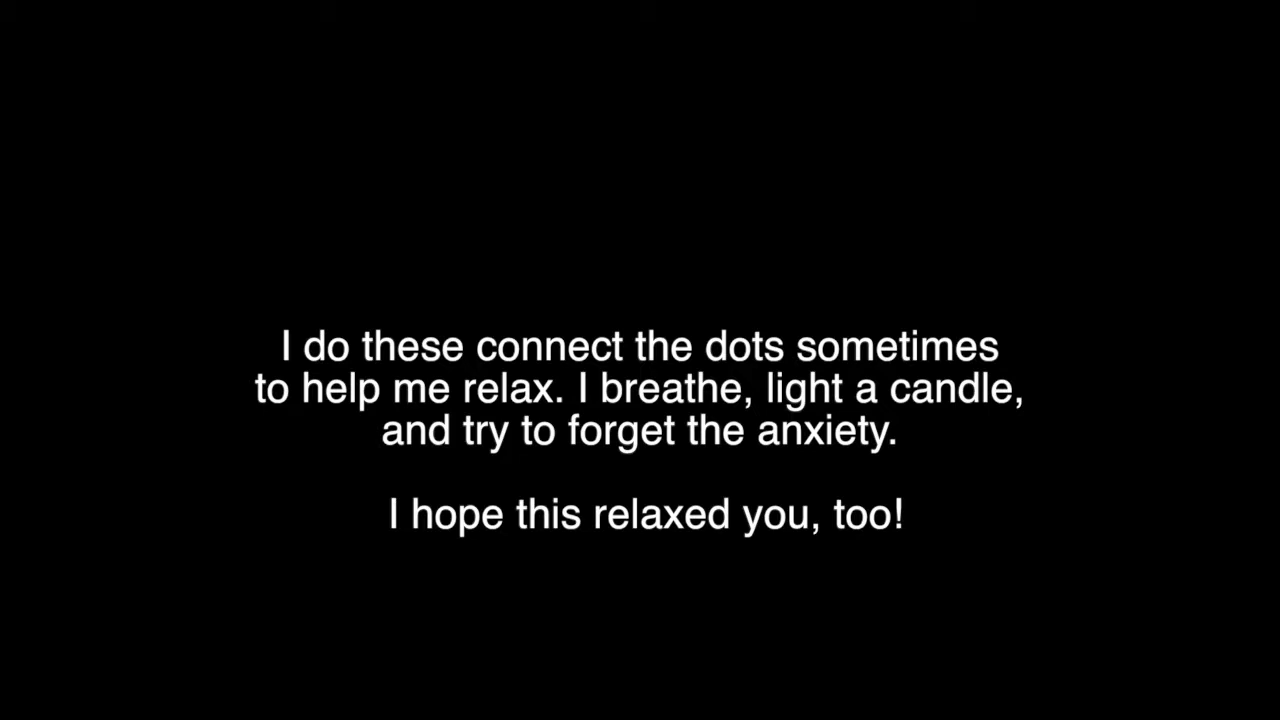 I do these connect the dots sometimes
to help me relax. I breathe, light a candle,
and try to forget the anxiety.
I hope this relaxed you, too!